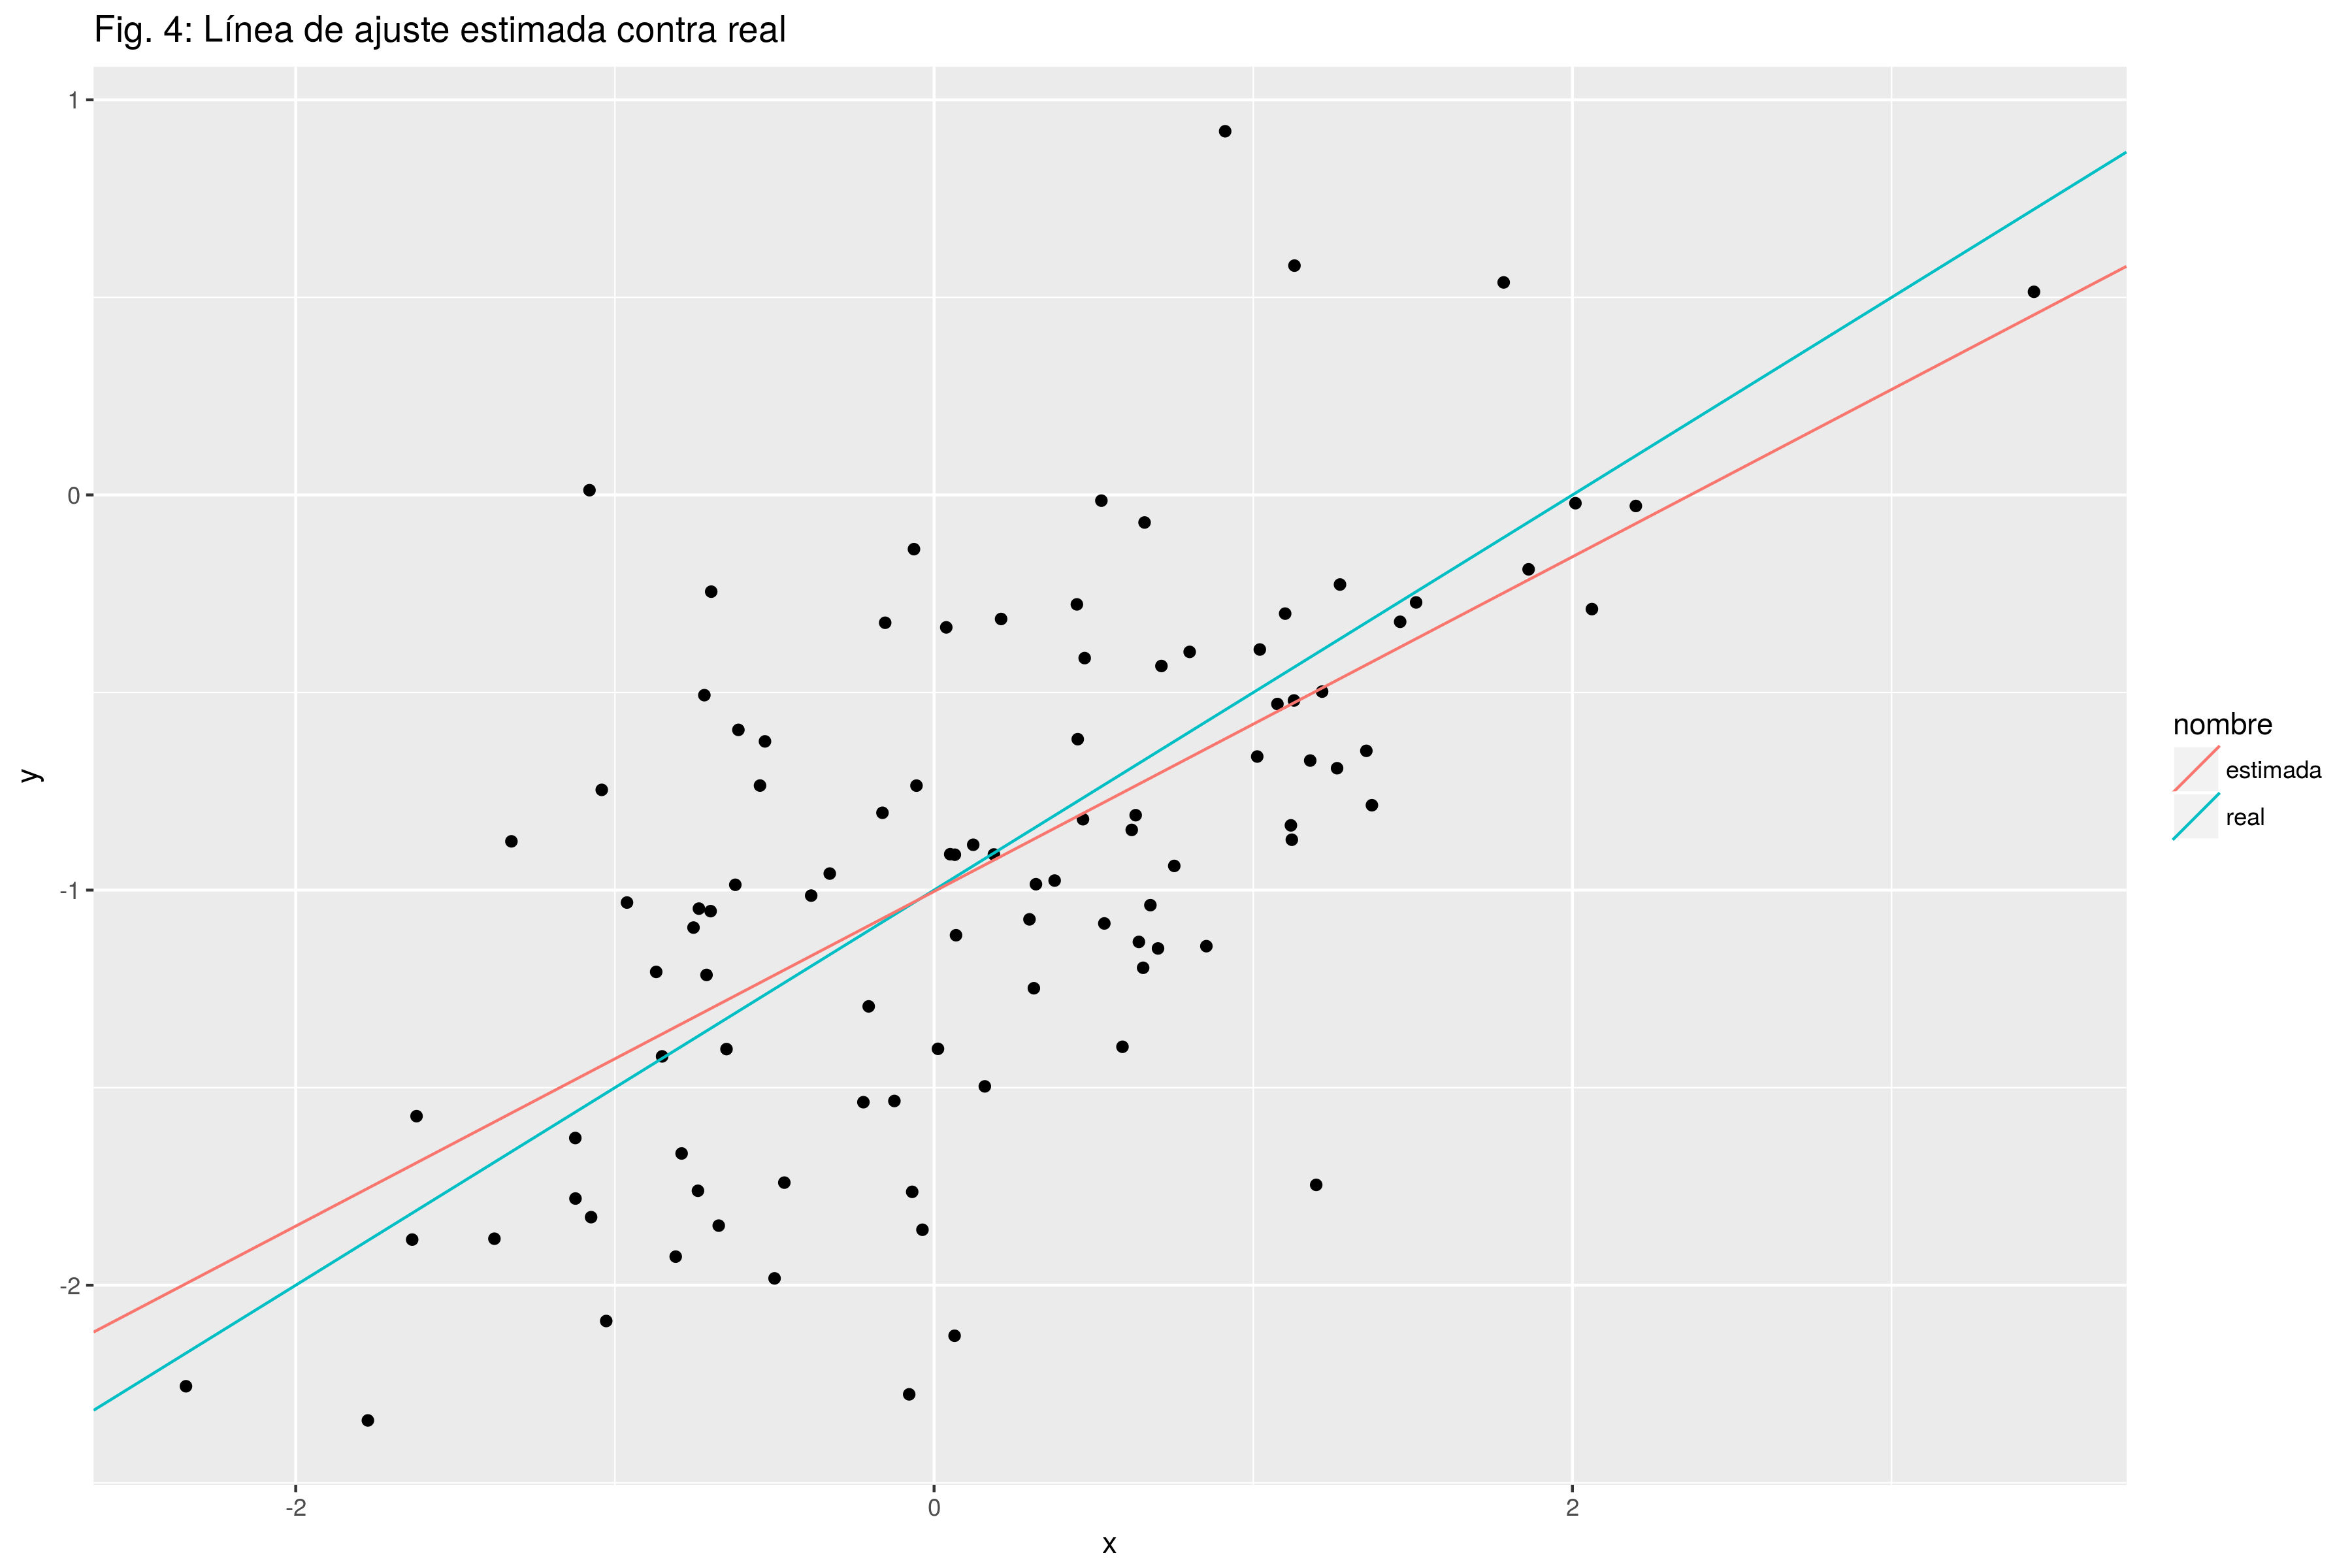 Fig. 4: Línea de ajuste estimada contra real
1
0
-1
-2
y
-2
0
2
x
nombre
estimada
real